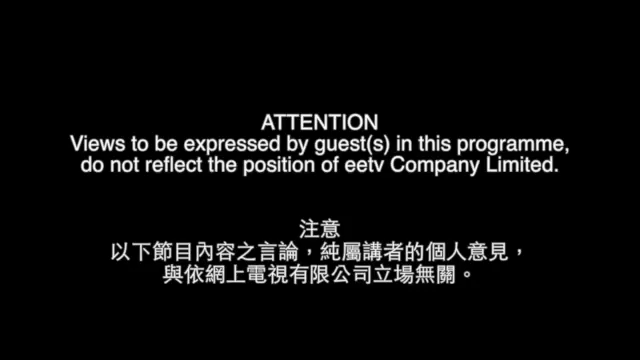 ATTENTION
Views to be expressed by guest(s) in this programme,
do not reflect the position of eetv Company Limited.
注意
以下節目內容之言論，純屬講者的個人意見，
與依網上電視有限公司立場無關。